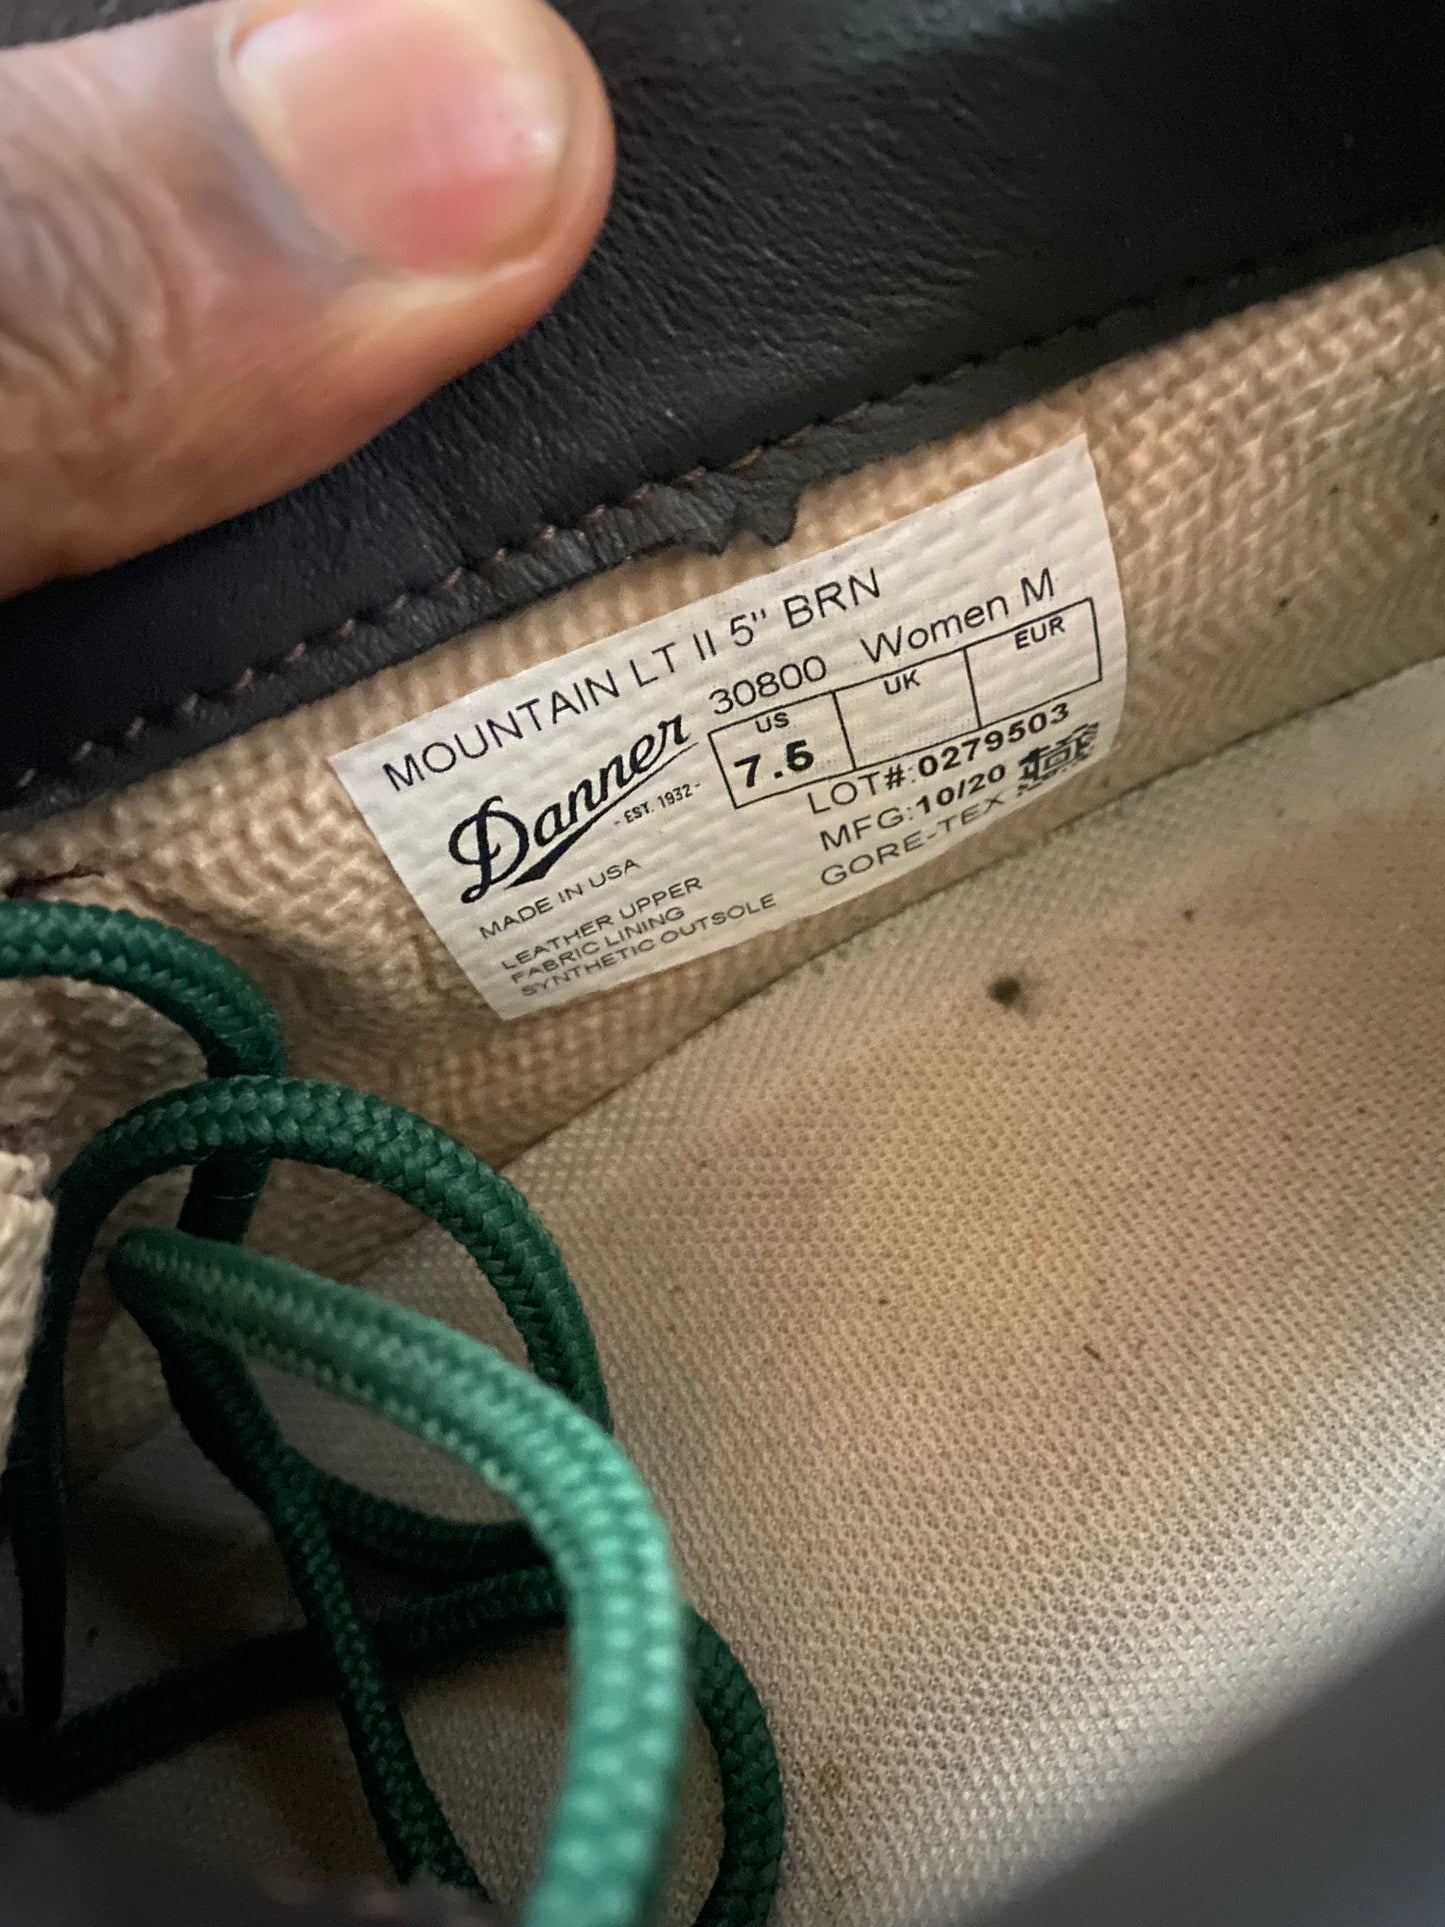 MOUNTAIN LT II 5" BRN
30800 Women M
Danner
- EST. 1932 -
US UK EUR
7.5
LOT#:0279503
MFG:10/20
GORE-TEX
MADE IN USA
LEATHER UPPER
FABRIC LINING
SYNTHETIC OUTSOLE